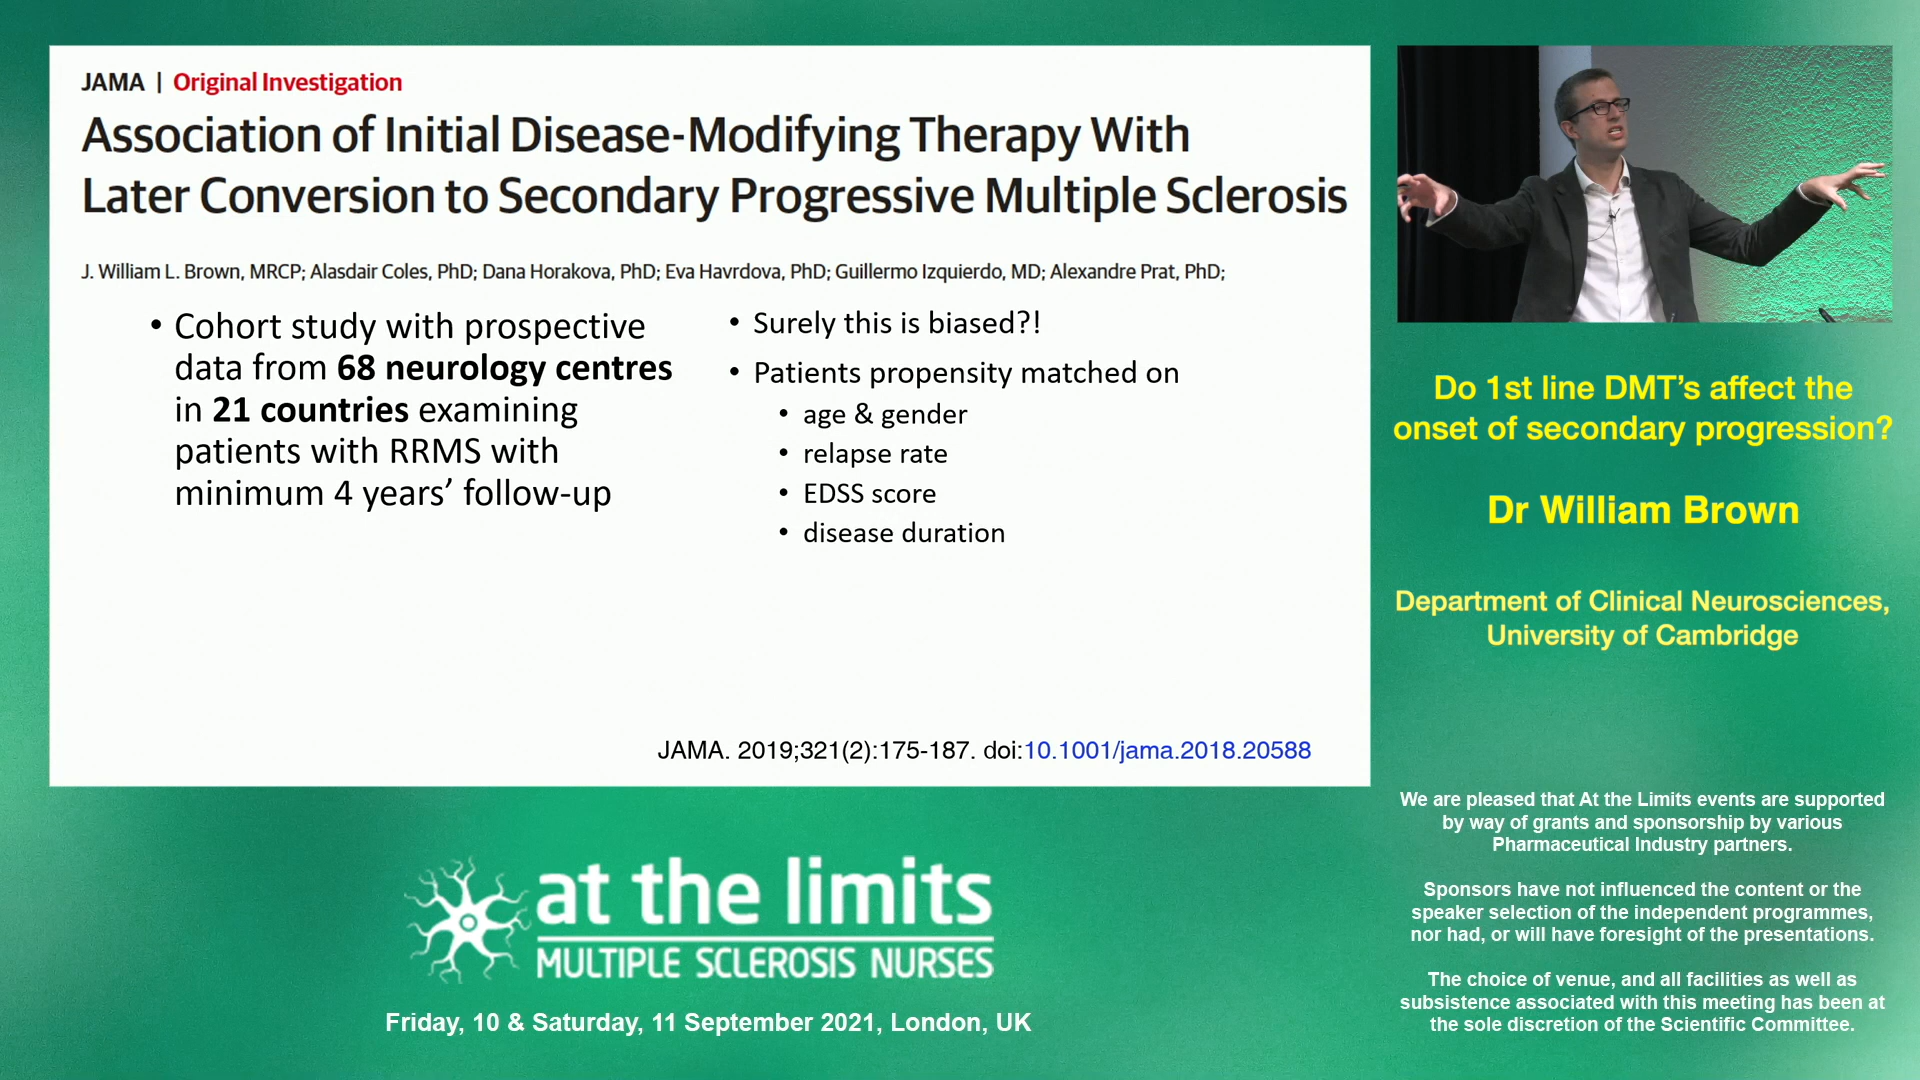 JAMA | Original Investigation
Association of Initial Disease-Modifying Therapy With
Later Conversion to Secondary Progressive Multiple Sclerosis
J. William L. Brown, MRCP; Alasdair Coles, PhD; Dana Horakova, PhD; Eva Havrdova, PhD; Guillermo Izquierdo, MD; Alexandre Prat, PhD;
• Cohort study with prospective
data from 68 neurology centres
in 21 countries examining
patients with RRMS with
minimum 4 years’ follow-up
• Surely this is biased?!
• Patients propensity matched on
• age & gender
• relapse rate
• EDSS score
• disease duration
JAMA. 2019;321(2):175-187. doi:10.1001/jama.2018.20588
Do 1st line DMT’s affect the
onset of secondary progression?
Dr William Brown
Department of Clinical Neurosciences,
University of Cambridge
We are pleased that At the Limits events are supported
by way of grants and sponsorship by various
Pharmaceutical Industry partners.
Sponsors have not influenced the content or the
speaker selection of the independent programmes,
nor had, or will have foresight of the presentations.
The choice of venue, and all facilities as well as
subsistence associated with this meeting has been at
the sole discretion of the Scientific Committee.
at the limits
MULTIPLE SCLEROSIS NURSES
Friday, 10 & Saturday, 11 September 2021, London, UK